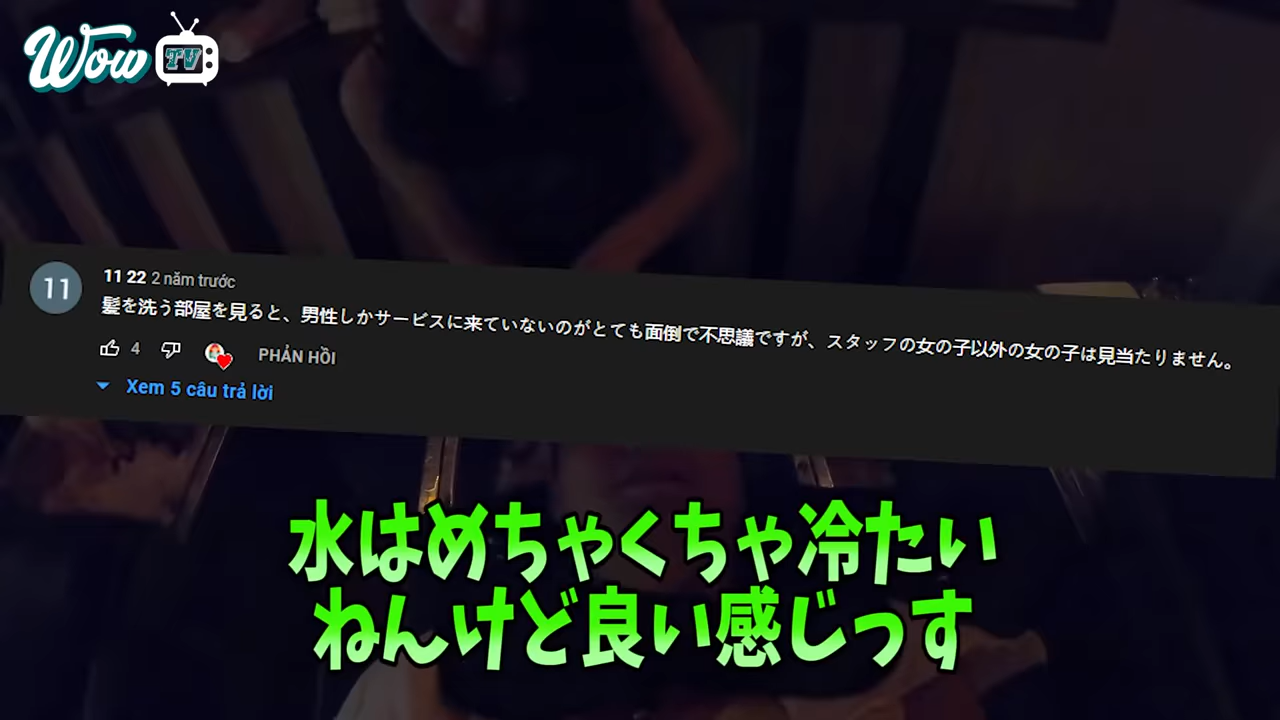 Wow TV
11
11 22 2 năm trước
髪を洗う部屋を見ると、男性しかサービスに来ていないのがとても面倒で不思議ですが、スタッフの女の子以外の女の子は見当たりません。
4 PHẢN HỒI
Xem 5 câu trả lời
水はめちゃくちゃ冷たい
ねんけど良い感じっす